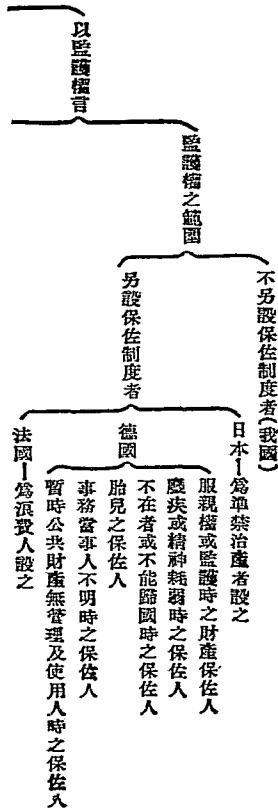 以監護權言
監護權之範圍
不另設保佐制度者(我國)
另設保佐制度者
日本—爲準禁治產者設之
德國
服親權或監護時之財產保佐人
廢疾或精神耗弱時之保佐人
不在者或不能歸國時之保佐人
胎兒之保佐人
事務當事人不明時之保佐人
暫時公共財產無管理及使用人時之保佐人
法國—爲浪費人設之